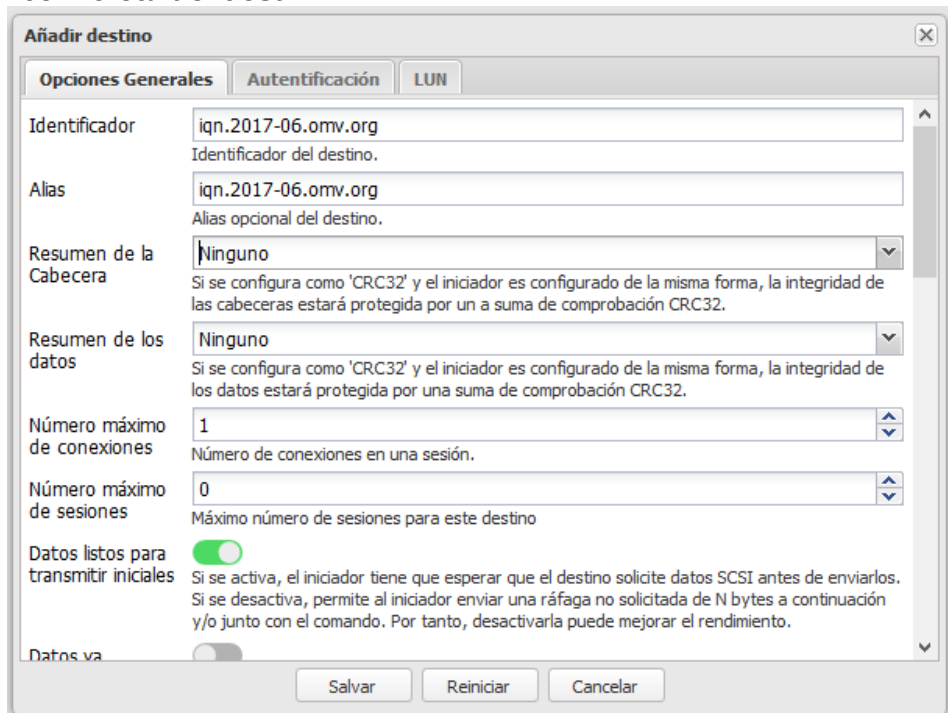 Añadir destino
Opciones Generales
Autentificación
LUN
Identificador
iqn.2017-06.omv.org
Identificador del destino.
Alias
iqn.2017-06.omv.org
Alias opcional del destino.
Resumen de la
Cabecera
Ninguno
Si se configura como 'CRC32' y el iniciador es configurado de la misma forma, la integridad de
las cabeceras estará protegida por un a suma de comprobación CRC32.
Resumen de los
datos
Ninguno
Si se configura como 'CRC32' y el iniciador es configurado de la misma forma, la integridad de
los datos estará protegida por una suma de comprobación CRC32.
Número máximo
de conexiones
1
Número de conexiones en una sesión.
Número máximo
de sesiones
0
Máximo número de sesiones para este destino
Datos listos para
transmitir iniciales
Si se activa, el iniciador tiene que esperar que el destino solicite datos SCSI antes de enviarlos.
Si se desactiva, permite al iniciador enviar una ráfaga no solicitada de N bytes a continuación
y/o junto con el comando. Por tanto, desactivarla puede mejorar el rendimiento.
Datos ya
Salvar
Reiniciar
Cancelar